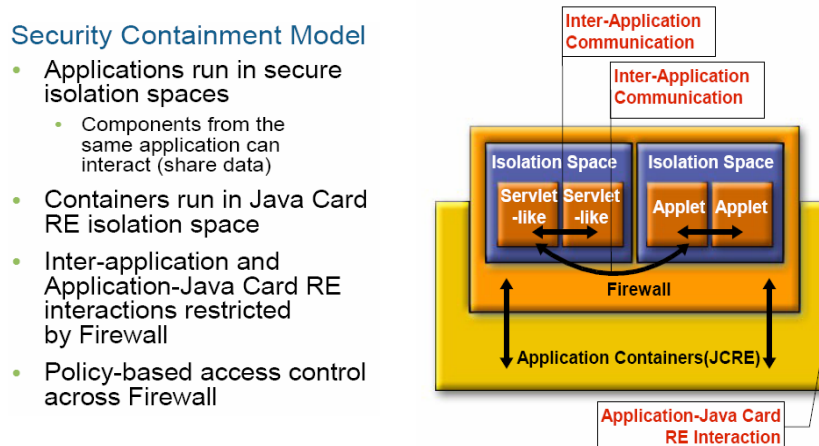 Security Containment Model
• Applications run in secure
isolation spaces
• Components from the
same application can
interact (share data)
• Containers run in Java Card
RE isolation space
• Inter-application and
Application-Java Card RE
interactions restricted
by Firewall
• Policy-based access control
across Firewall
Inter-Application
Communication
Inter-Application
Communication
Isolation Space
Isolation Space
Servlet
-like
Servlet
-like
Applet
Applet
Firewall
Application Containers(JCRE)
Application-Java Card
RE Interaction